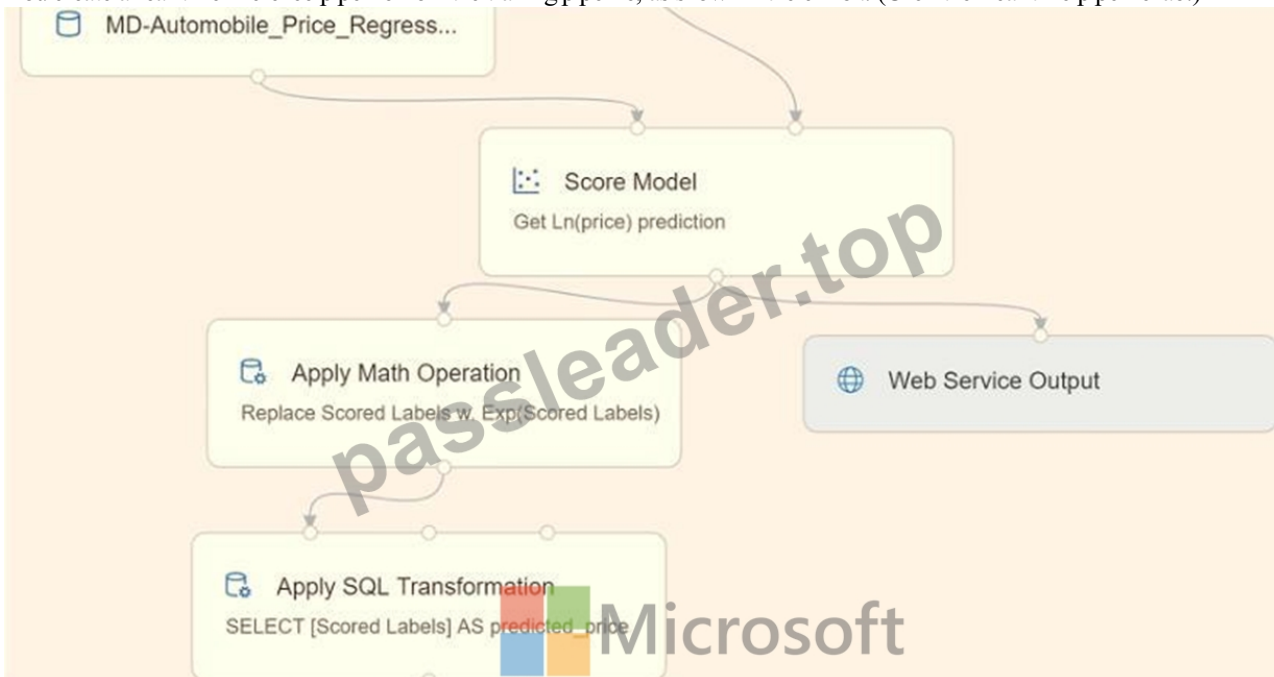 MD-Automobile_Price_Regress...
Score Model
Get Ln(price) prediction
Apply Math Operation
Replace Scored Labels w. Exp(Scored Labels)
Web Service Output
passleader.top
Apply SQL Transformation
SELECT [Scored Labels] AS predicted_price
Microsoft